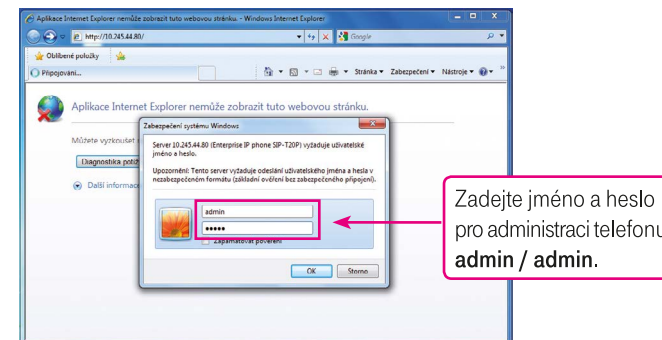 Aplikace Internet Explorer nemůže zobrazit tuto webovou stránku. - Windows Internet Explorer
http://10.245.44.80/
Google
Oblíbené položky
Připojování...
Stránka Zabezpečení Nástroje
Aplikace Internet Explorer nemůže zobrazit tuto webovou stránku.
Zabezpečení systému Windows
Můžete vyzkoušet
Server 10.245.44.80 (Enterprise IP phone SIP-T20P) vyžaduje uživatelské
jméno a heslo.
Diagnostika potíž
Upozornění: Tento server vyžaduje odeslání uživatelského jména a hesla v
nezabezpečeném formátu (základní ověření bez zabezpečeného připojení).
Další informac
admin
•••••
Zapamatovat pověření
OK Storno
Zadejte jméno a heslo
pro administraci telefonu
admin / admin.